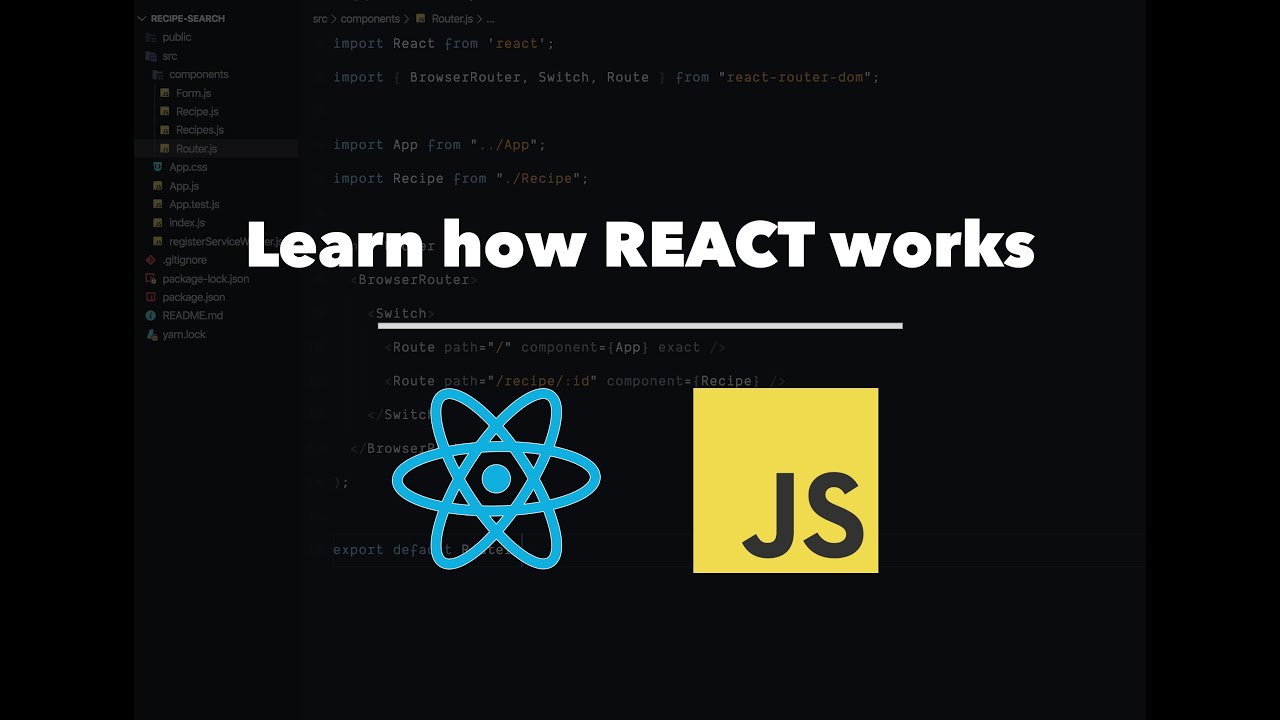 RECIPE-SEARCH
public
src
components
Form.js
Recipe.js
Recipes.js
Router.js
App.css
App.js
App.test.js
index.js
.gitignore
package-lock.json
package.json
README.md
yarn.lock
src > components > Router.js > ...
import React from 'react';
import { BrowserRouter, Switch, Route } from "react-router-dom";
import App from "../App";
import Recipe from "./Recipe";
Learn how REACT works
<BrowserRouter>
<Switch>
<Route path="/" component={App} exact />
<Route path="/recipe/:id" component={Recipe} />
);
export default
JS